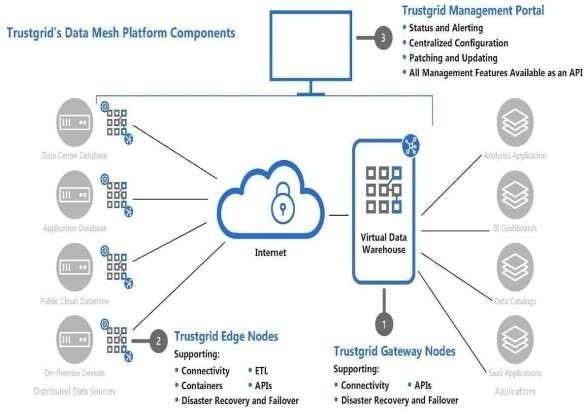 Trustgrid's Data Mesh Platform Components
Trustgrid Management Portal
3
• Status and Alerting
• Centralized Configuration
• Patching and Updating
• All Management Features Available as an API
Data Center Database
Application Database
Public Cloud Datastore
On-Premise Devices
Distributed Data Sources
Internet
Virtual Data
Warehouse
Analytics Application
BI Dashboards
Data Catalogs
SaaS Applications
Applications
2
Trustgrid Edge Nodes
Supporting:
• Connectivity • ETL
• Containers • APIs
• Disaster Recovery and Failover
1
Trustgrid Gateway Nodes
Supporting:
• Connectivity • APIs
• Disaster Recovery and Failover